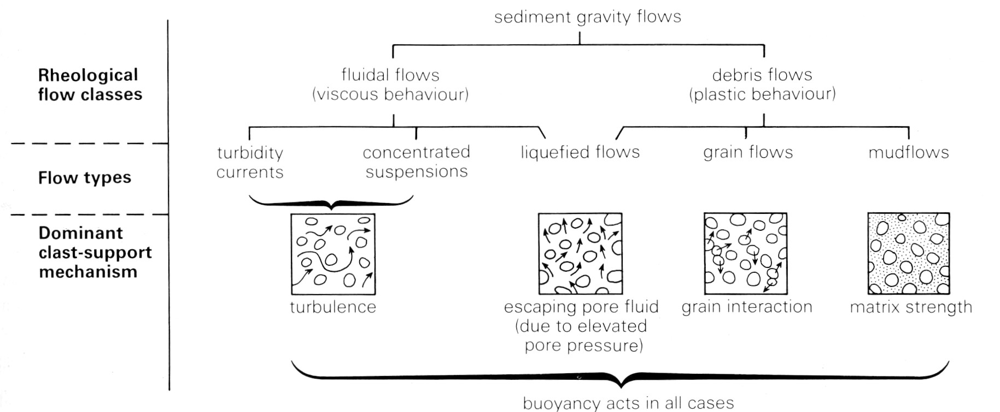 sediment gravity flows
Rheological
flow classes
fluidal flows
(viscous behaviour)
debris flows
(plastic behaviour)
Flow types
turbidity
currents
concentrated
suspensions
liquefied flows
grain flows
mudflows
Dominant
clast-support
mechanism
turbulence
escaping pore fluid
(due to elevated
pore pressure)
grain interaction
matrix strength
buoyancy acts in all cases